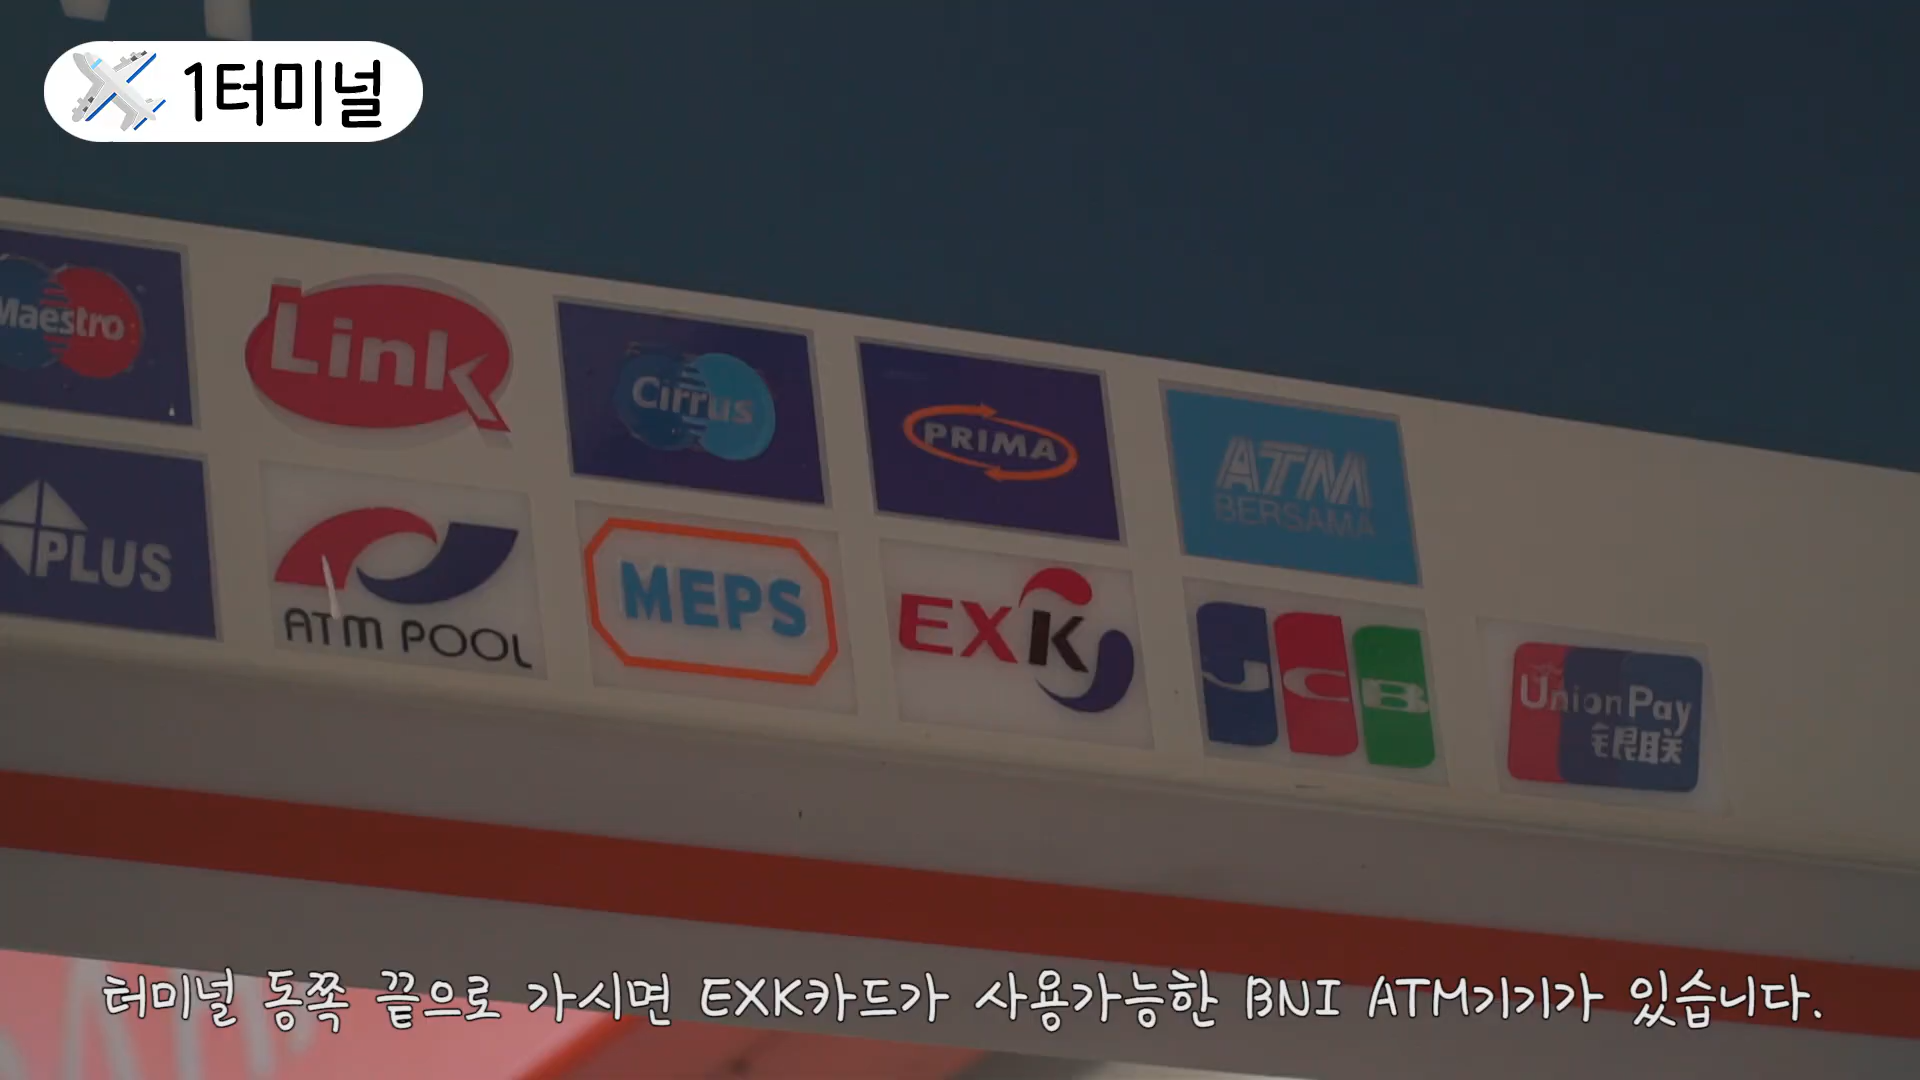 1터미널
Maestro
Link
Cirrus
PRIMA
ATM
BERSAMA
PLUS
ATM POOL
MEPS
EXK
JCB
UnionPay
银联
터미널 동쪽 끝으로 가시면 EXK카드가 사용가능한 BNI ATM기기가 있습니다.